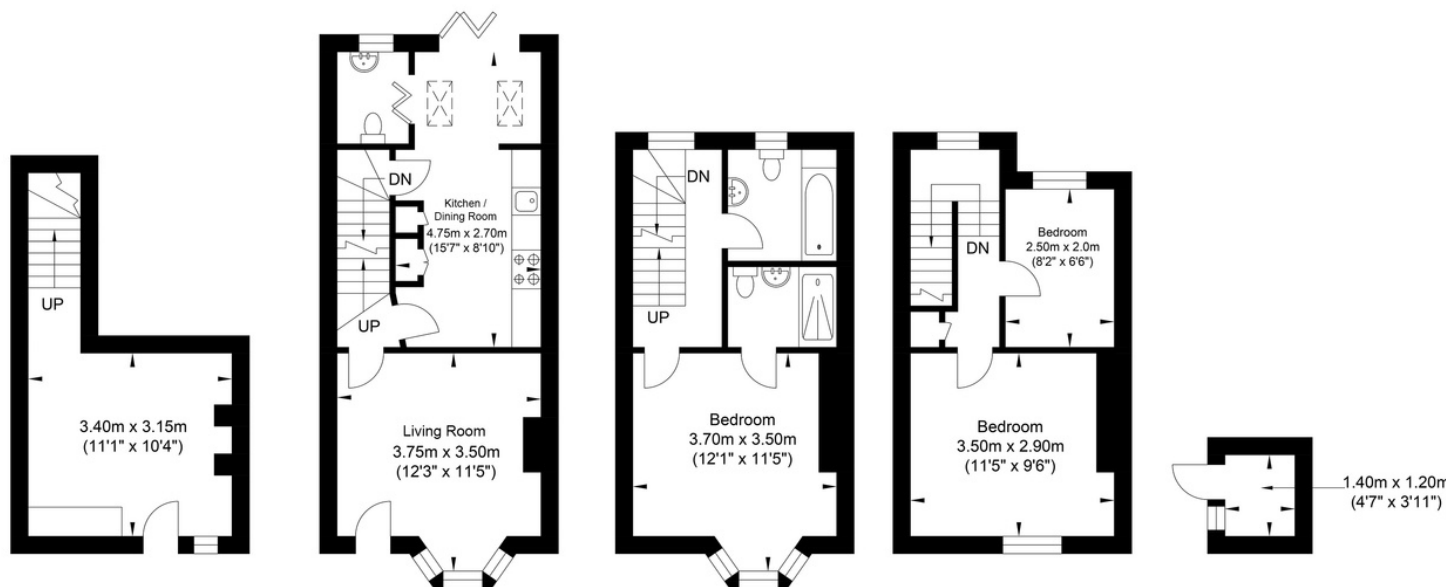 UP
3.40m x 3.15m
(11'1" x 10'4")
DN
Kitchen /
Dining Room
4.75m x 2.70m
(15'7" x 8'10")
UP
Living Room
3.75m x 3.50m
(12'3" x 11'5")
DN
UP
Bedroom
3.70m x 3.50m
(12'1" x 11'5")
DN
Bedroom
2.50m x 2.0m
(8'2" x 6'6")
Bedroom
3.50m x 2.90m
(11'5" x 9'6")
1.40m x 1.20m
(4'7" x 3'11")